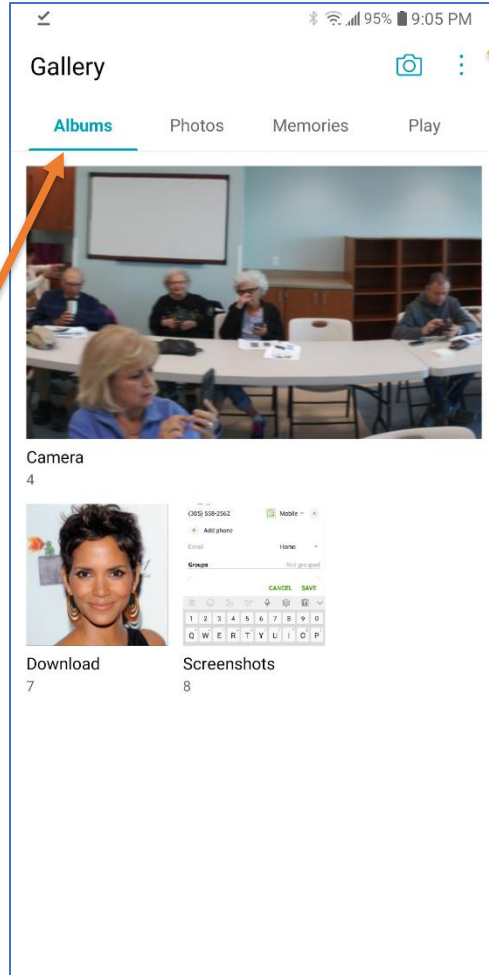 95% 9:05 PM
Gallery
Albums Photos Memories Play
Camera
4
(305) 558-2562 Mobile
+ Add phone
Email Home
Groups Not grouped
CANCEL SAVE
1 2 3 4 5 6 7 8 9 0
Q W E R T Y U I O P
Download Screenshots
7 8